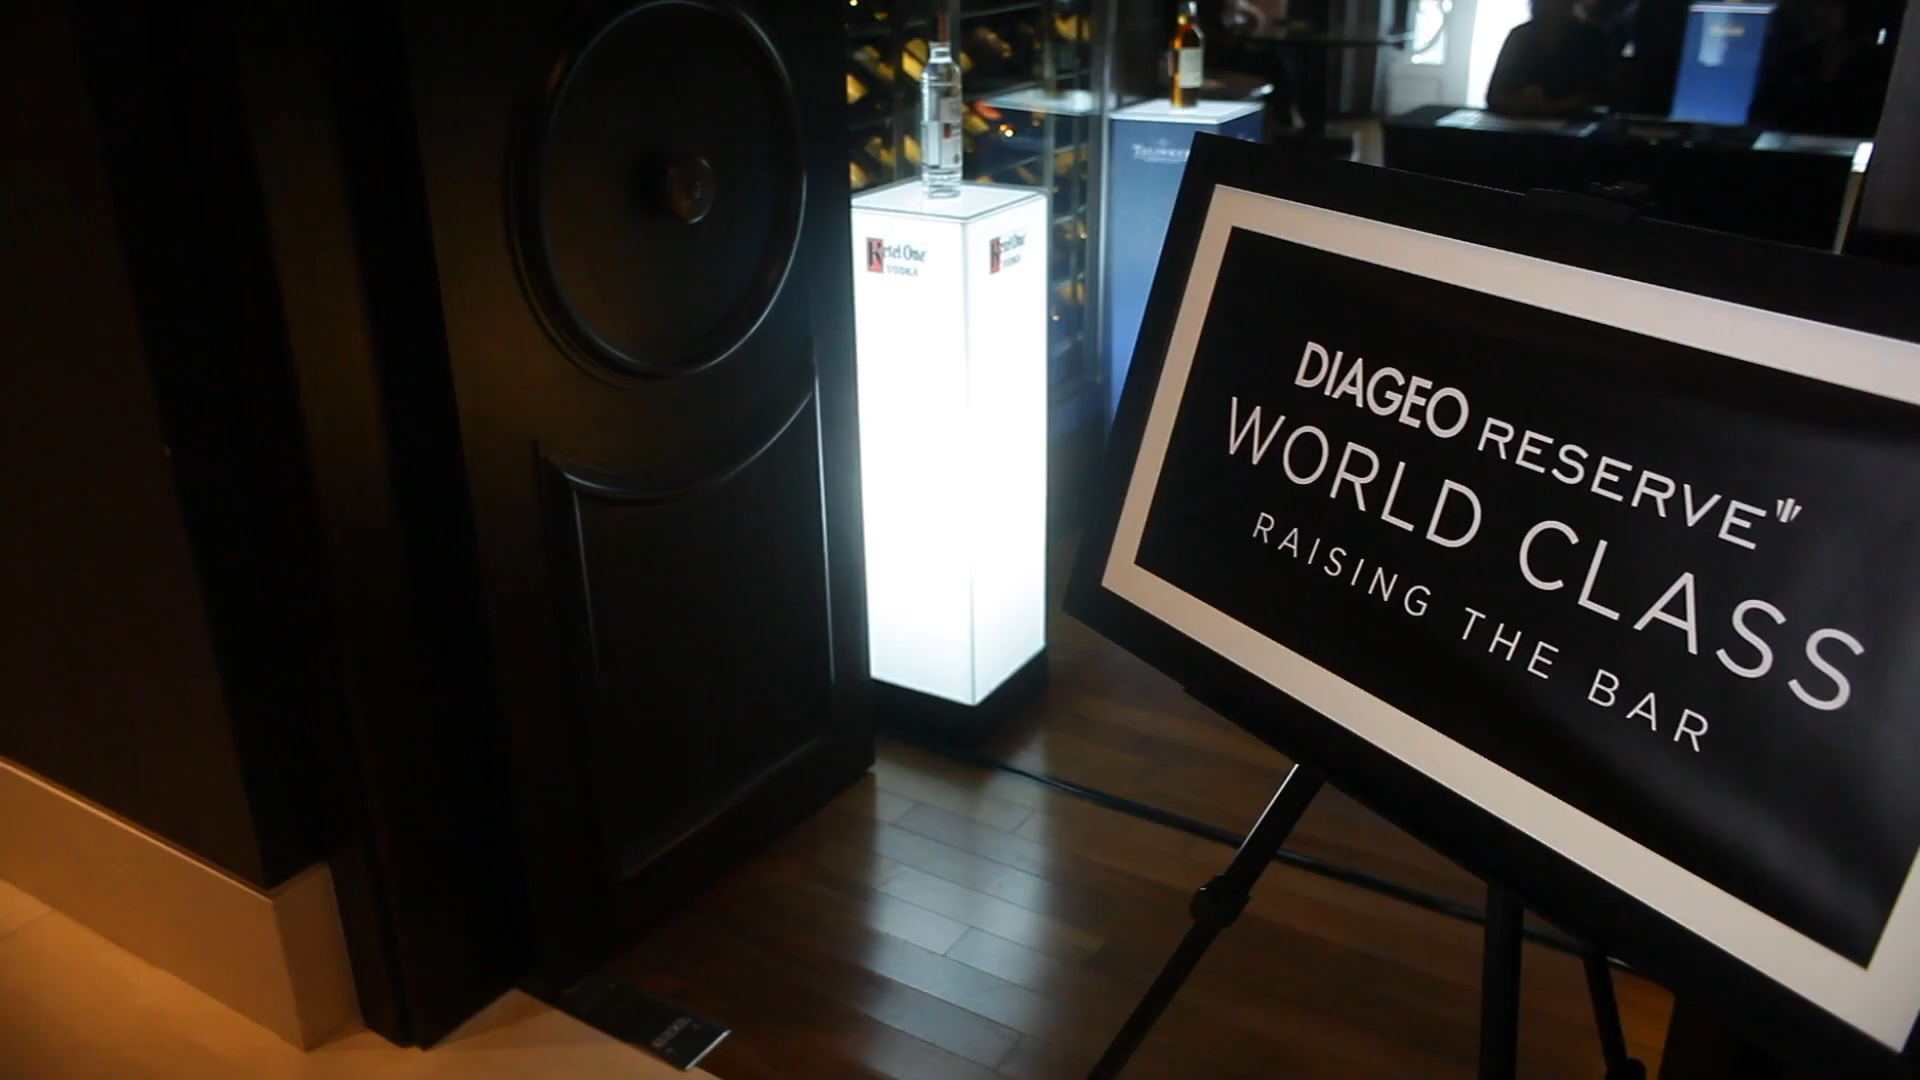 Ketel One
VODKA
Ketel One
VODKA
DIAGEO RESERVE
WORLD CLASS
RAISING THE BAR